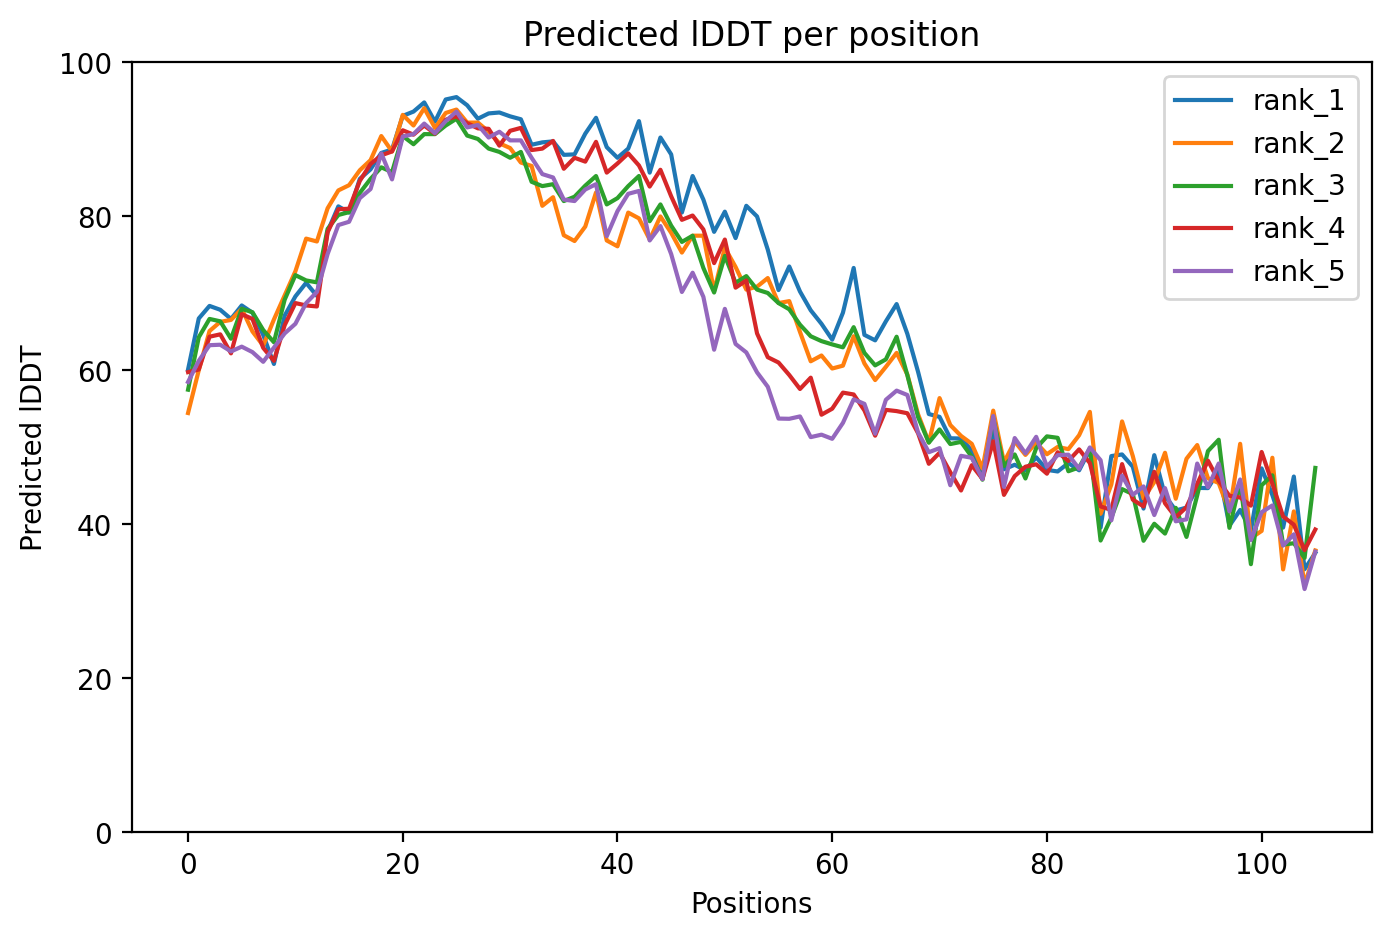 Predicted lDDT per position
100
80
60
40
20
0
Predicted lDDT
0 20 40 60 80 100
Positions
rank_1
rank_2
rank_3
rank_4
rank_5